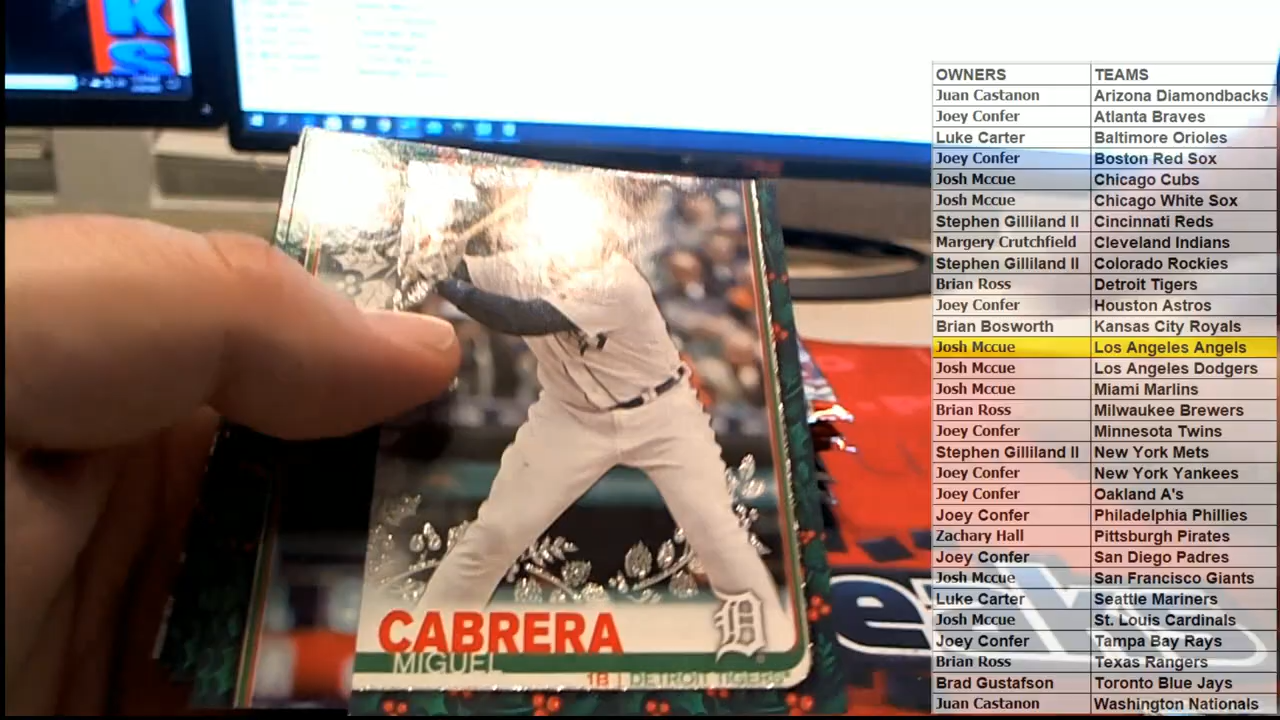 KS
CABRERA
MIGUEL
1B | DETROIT TIGERS
D
OWNERS TEAMS
Juan Castanon Arizona Diamondbacks
Joey Confer Atlanta Braves
Luke Carter Baltimore Orioles
Joey Confer Boston Red Sox
Josh Mccue Chicago Cubs
Josh Mccue Chicago White Sox
Stephen Gilliland II Cincinnati Reds
Margery Crutchfield Cleveland Indians
Stephen Gilliland II Colorado Rockies
Brian Ross Detroit Tigers
Joey Confer Houston Astros
Brian Bosworth Kansas City Royals
Josh Mccue Los Angeles Angels
Josh Mccue Los Angeles Dodgers
Josh Mccue Miami Marlins
Brian Ross Milwaukee Brewers
Joey Confer Minnesota Twins
Stephen Gilliland II New York Mets
Joey Confer New York Yankees
Joey Confer Oakland A's
Joey Confer Philadelphia Phillies
Zachary Hall Pittsburgh Pirates
Joey Confer San Diego Padres
Josh Mccue San Francisco Giants
Luke Carter Seattle Mariners
Josh Mccue St. Louis Cardinals
Joey Confer Tampa Bay Rays
Brian Ross Texas Rangers
Brad Gustafson Toronto Blue Jays
Juan Castanon Washington Nationals